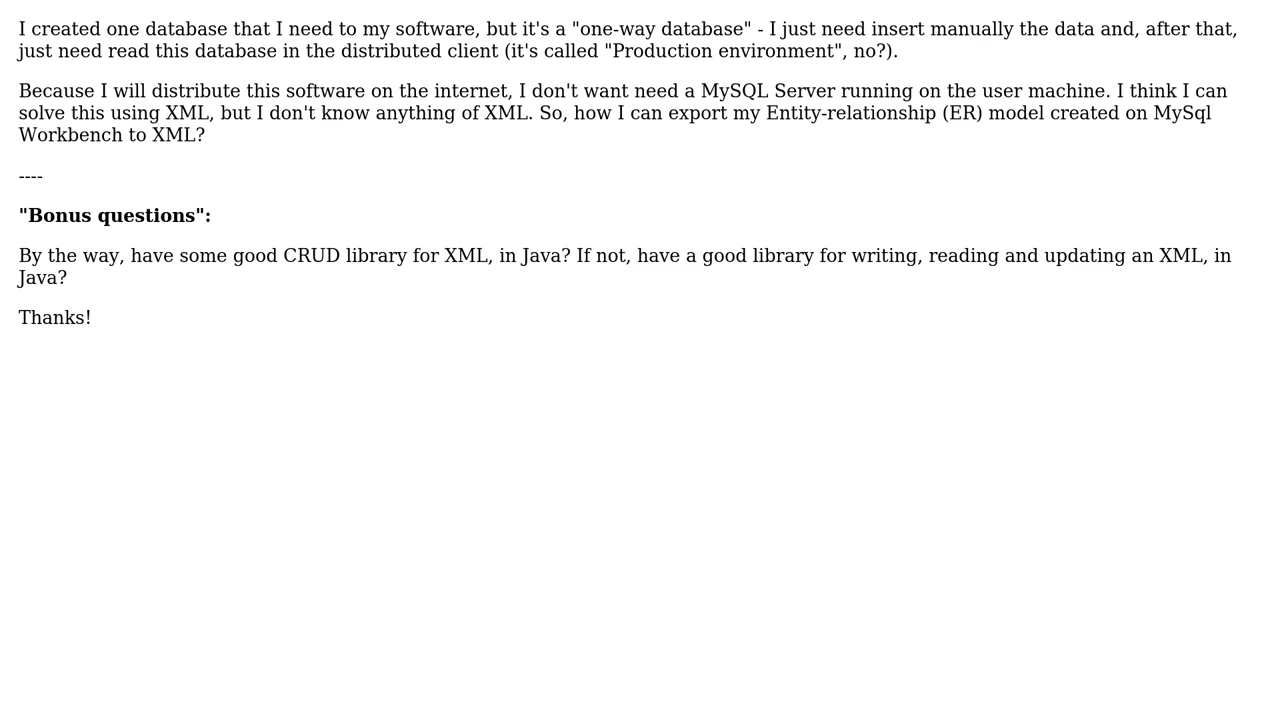 I created one database that I need to my software, but it's a "one-way database" - I just need insert manually the data and, after that,
just need read this database in the distributed client (it's called "Production environment", no?).
Because I will distribute this software on the internet, I don't want need a MySQL Server running on the user machine. I think I can
solve this using XML, but I don't know anything of XML. So, how I can export my Entity-relationship (ER) model created on MySql
Workbench to XML?
----
"Bonus questions":
By the way, have some good CRUD library for XML, in Java? If not, have a good library for writing, reading and updating an XML, in
Java?
Thanks!